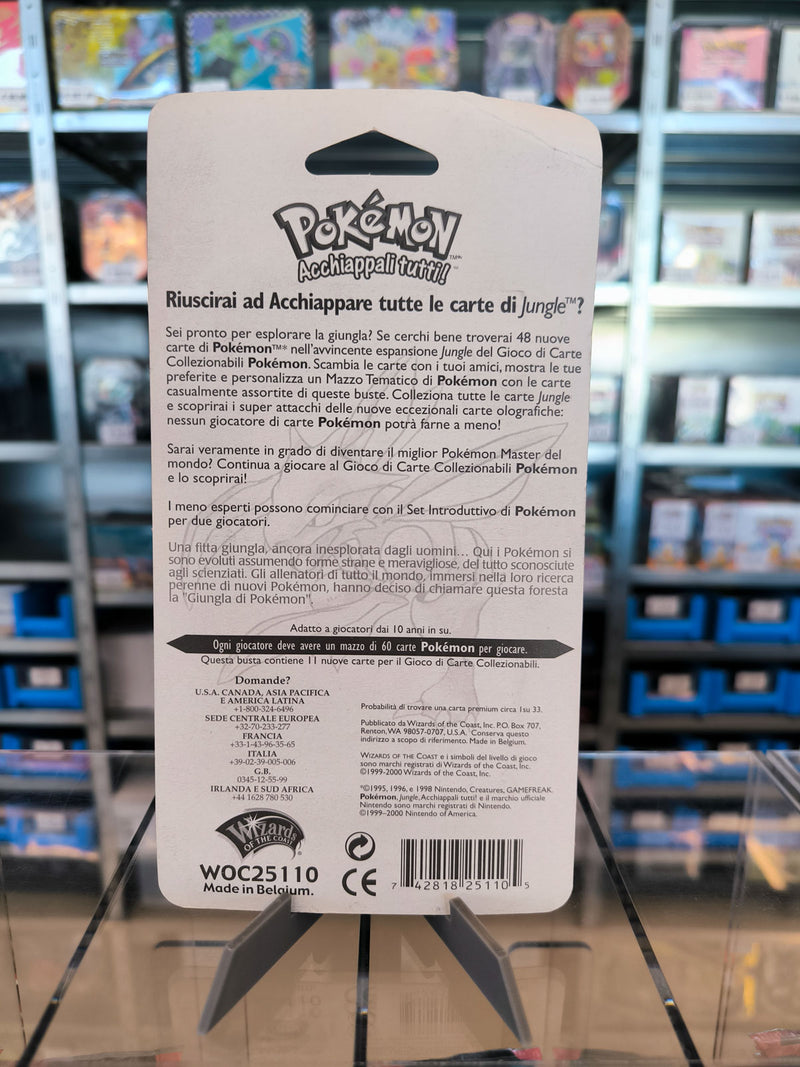 POKéMON
Acchiappali tutti!
Riuscirai ad Acchiappare tutte le carte di Jungle™?
Sei pronto per esplorare la giungla? Se cerchi bene troverai 48 nuove
carte di Pokémon™* nell'avvincente espansione Jungle del Gioco di Carte
Collezionabili Pokémon. Scambia le carte con i tuoi amici, mostra le tue
preferite e personalizza un Mazzo Tematico di Pokémon con le carte
casualmente assortite di queste buste. Colleziona tutte le carte Jungle
e scoprirai i super attacchi delle nuove eccezionali carte olografiche:
nessun giocatore di carte Pokémon potrà farne a meno!
Sarai veramente in grado di diventare il miglior Pokémon Master del
mondo? Continua a giocare al Gioco di Carte Collezionabili Pokémon
e lo scoprirai!
I meno esperti possono cominciare con il Set Introduttivo di Pokémon
per due giocatori.
Una fitta giungla, ancora inesplorata dagli uomini... Qui i Pokémon si
sono evoluti assumendo forme strane e meravigliose, del tutto sconosciute
agli scienziati. Gli allenatori di tutto il mondo, immersi nella loro ricerca
perenne di nuovi Pokémon, hanno deciso di chiamare questa foresta
la "Giungla di Pokémon".
Adatto a giocatori dai 10 anni in su.
Ogni giocatore deve avere un mazzo di 60 carte Pokémon per giocare.
Questa busta contiene 11 nuove carte per il Gioco di Carte Collezionabili.
Domande?
U.S.A. CANADA, ASIA PACIFICA
E AMERICA LATINA
+1-800-324-6496
SEDE CENTRALE EUROPEA
+32-70-233-277
FRANCIA
+33-1-43-96-35-65
ITALIA
+39-02-39-005-006
G.B.
0345-12-55-99
IRLANDA E SUD AFRICA
+44 1628 780 530
Probabilità di trovare una carta premium circa 1su 33.
Pubblicato da Wizards of the Coast, Inc. P.O. Box 707,
Renton, WA 98057-0707, U.S.A. Conserva questo
indirizzo a scopo di riferimento. Made in Belgium.
WIZARDS OF THE COAST e i simboli del livello di gioco
sono marchi registrati di Wizards of the Coast, Inc.
©1999-2000 Wizards of the Coast, Inc.
*©1995, 1996, e 1998 Nintendo, Creatures, GAMEFREAK.
Pokémon, Jungle, Acchiappali tutti! e il marchio ufficiale
Nintendo sono marchi registrati di Nintendo.
©1999–2000 Nintendo of America.
WIZARDS
OF THE COAST
WOC25110
Made in Belgium.
CE
7 42818 25110 5